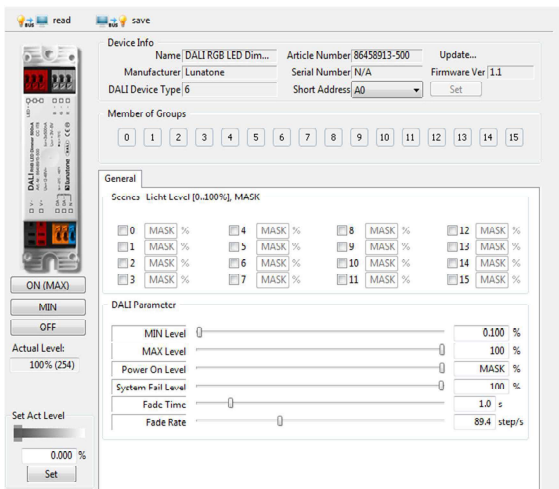 read save
Device Info
Name DALI RGB LED Dim... Article Number 86458913-500 Update...
Manufacturer Lunatone Serial Number N/A Firmware Ver 1.1
DALI Device Type 6 Short Address A0 Set
Member of Groups
0 1 2 3 4 5 6 7 8 9 10 11 12 13 14 15
General
Scenes Light Level [0..100%], MASK
0 MASK % 4 MASK % 8 MASK % 12 MASK %
1 MASK % 5 MASK % 9 MASK % 13 MASK %
2 MASK % 6 MASK % 10 MASK % 14 MASK %
3 MASK % 7 MASK % 11 MASK % 15 MASK %
ON (MAX)
MIN
OFF
Actual Level:
100% (254)
Set Act Level
0.000 %
Set
DALI Parameter
MIN Level 0.100 %
MAX Level 100 %
Power On Level MASK %
System Fail Level 100 %
Fade Time 1.0 s
Fade Rate 89.4 step/s
DALI RGB LED Dimmer
Lunatone